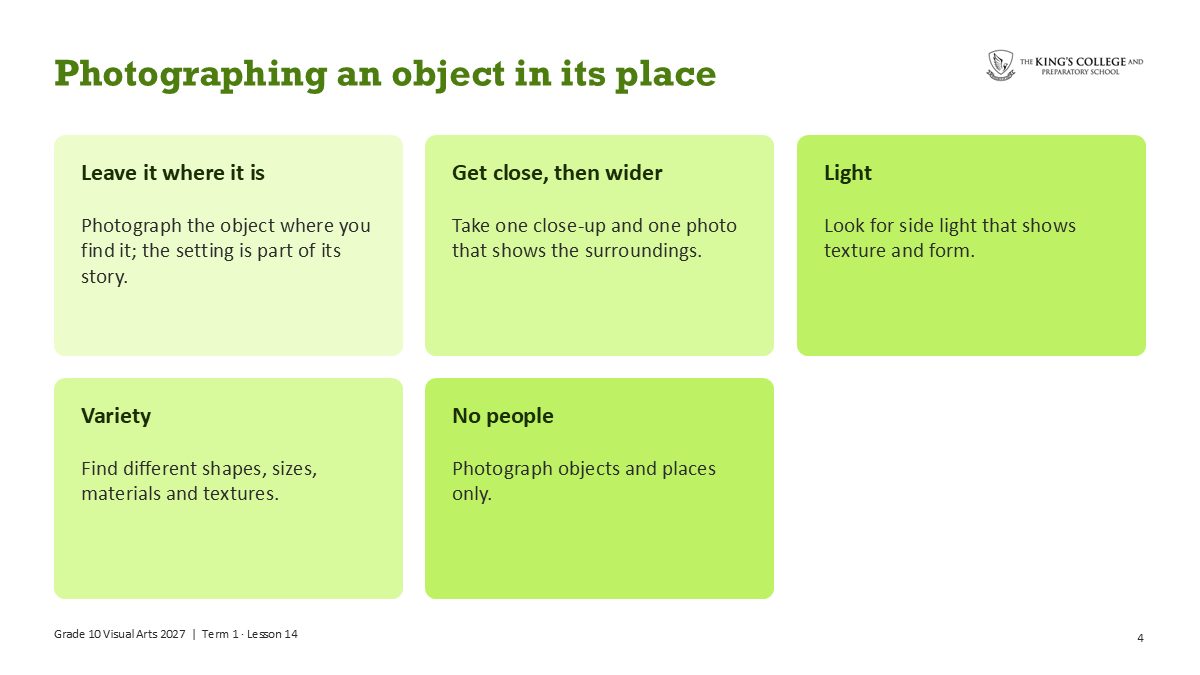 Photographing an object in its place
THE KING'S COLLEGE AND
PREPARATORY SCHOOL
Leave it where it is
Photograph the object where you
find it; the setting is part of its
story.
Get close, then wider
Take one close-up and one photo
that shows the surroundings.
Light
Look for side light that shows
texture and form.
Variety
Find different shapes, sizes,
materials and textures.
No people
Photograph objects and places
only.
Grade 10 Visual Arts 2027 | Term 1 · Lesson 14
4